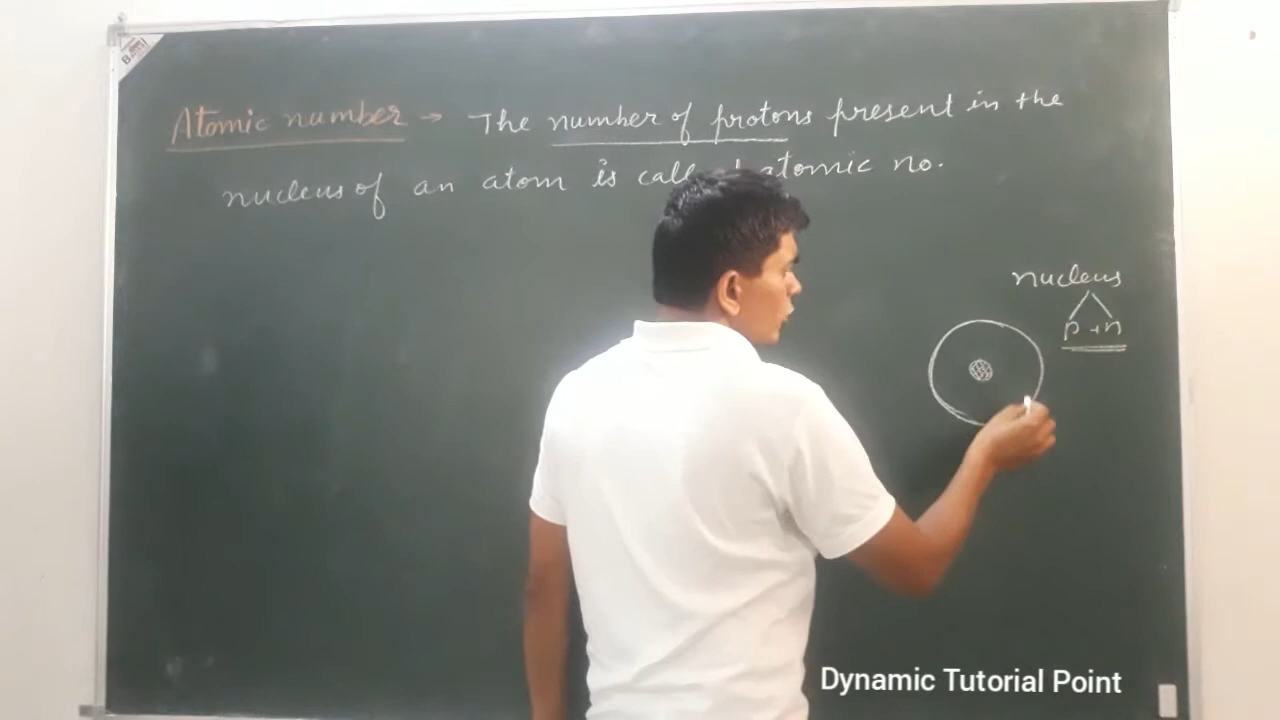 Atomic number → The number of protons present in the
nucleus of an atom is called atomic no.
nucleus
p + n
Dynamic Tutorial Point